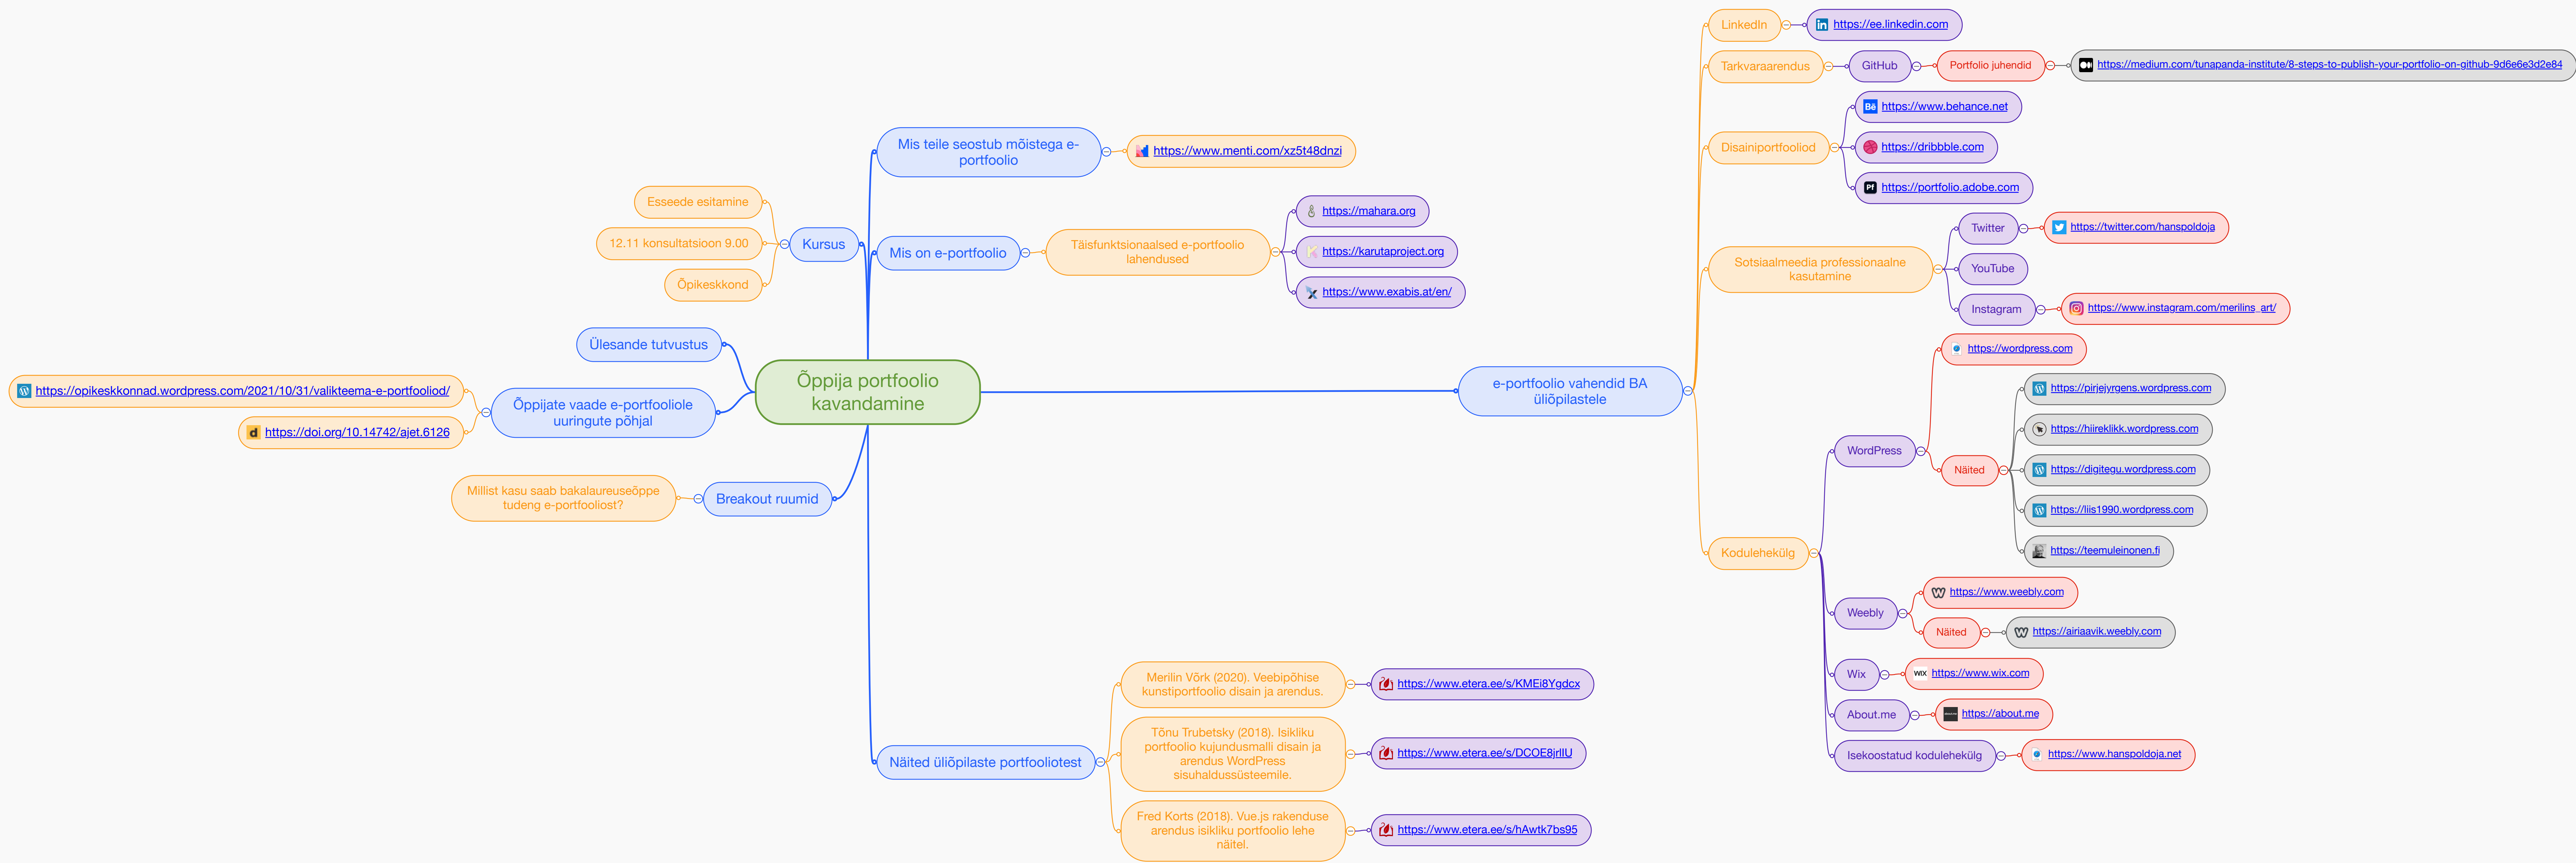 Õppija portfoolio
kavandamine
Kursus
Esseede esitamine
12.11 konsultatsioon 9.00
Õpikeskkond
Ülesande tutvustus
Õppijate vaade e-portfooliole
uuringute põhjal
https://opikeskkonnad.wordpress.com/2021/10/31/valikteema-e-portfooliod/
https://doi.org/10.14742/ajet.6126
Breakout ruumid
Millist kasu saab bakalaureuseõppe
tudeng e-portfooliost?
Mis teile seostub mõistega e-
portfoolio
https://www.menti.com/xz5t48dnzi
Mis on e-portfoolio
Täisfunktsionaalsed e-portfoolio
lahendused
https://mahara.org
https://karutaproject.org
https://www.exabis.at/en/
e-portfoolio vahendid BA
üliõpilastele
LinkedIn
https://ee.linkedin.com
Tarkvaraarendus
GitHub
Portfolio juhendid
https://medium.com/tunapanda-institute/8-steps-to-publish-your-portfolio-on-github-9d6e6e3d2e84
Disainiportfooliod
Bē
https://www.behance.net
https://dribbble.com
Pf
https://portfolio.adobe.com
Sotsiaalmeedia professionaalne
kasutamine
Twitter
https://twitter.com/hanspoldoja
YouTube
Instagram
https://www.instagram.com/merilins_art/
Kodulehekülg
WordPress
https://wordpress.com
Näited
https://pirjejyrgens.wordpress.com
https://hiireklikk.wordpress.com
https://digitegu.wordpress.com
https://liis1990.wordpress.com
https://teemuleinonen.fi
Weebly
https://www.weebly.com
Näited
https://airiaavik.weebly.com
Wix
WIX
https://www.wix.com
About.me
https://about.me
Isekoostatud kodulehekülg
https://www.hanspoldoja.net
Näited üliõpilaste portfooliotest
Merilin Võrk (2020). Veebipõhise
kunstiportfoolio disain ja arendus.
https://www.etera.ee/s/KMEi8Ygdcx
Tõnu Trubetsky (2018). Isikliku
portfoolio kujundusmalli disain ja
arendus WordPress
sisuhaldussüsteemile.
https://www.etera.ee/s/DCOE8jrIIU
Fred Korts (2018). Vue.js rakenduse
arendus isikliku portfoolio lehe
näitel.
https://www.etera.ee/s/hAwtk7bs95